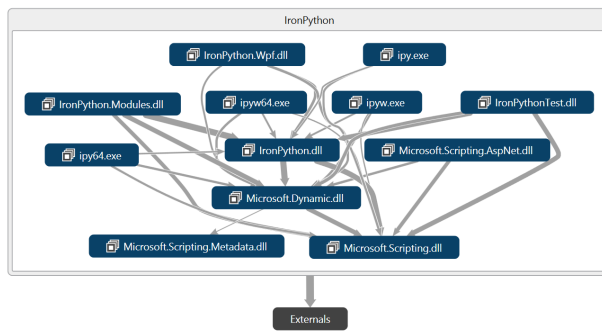 IronPython
IronPython.Wpf.dll
ipy.exe
IronPython.Modules.dll
ipyw64.exe
ipyw.exe
IronPythonTest.dll
ipy64.exe
IronPython.dll
Microsoft.Scripting.AspNet.dll
Microsoft.Dynamic.dll
Microsoft.Scripting.Metadata.dll
Microsoft.Scripting.dll
Externals